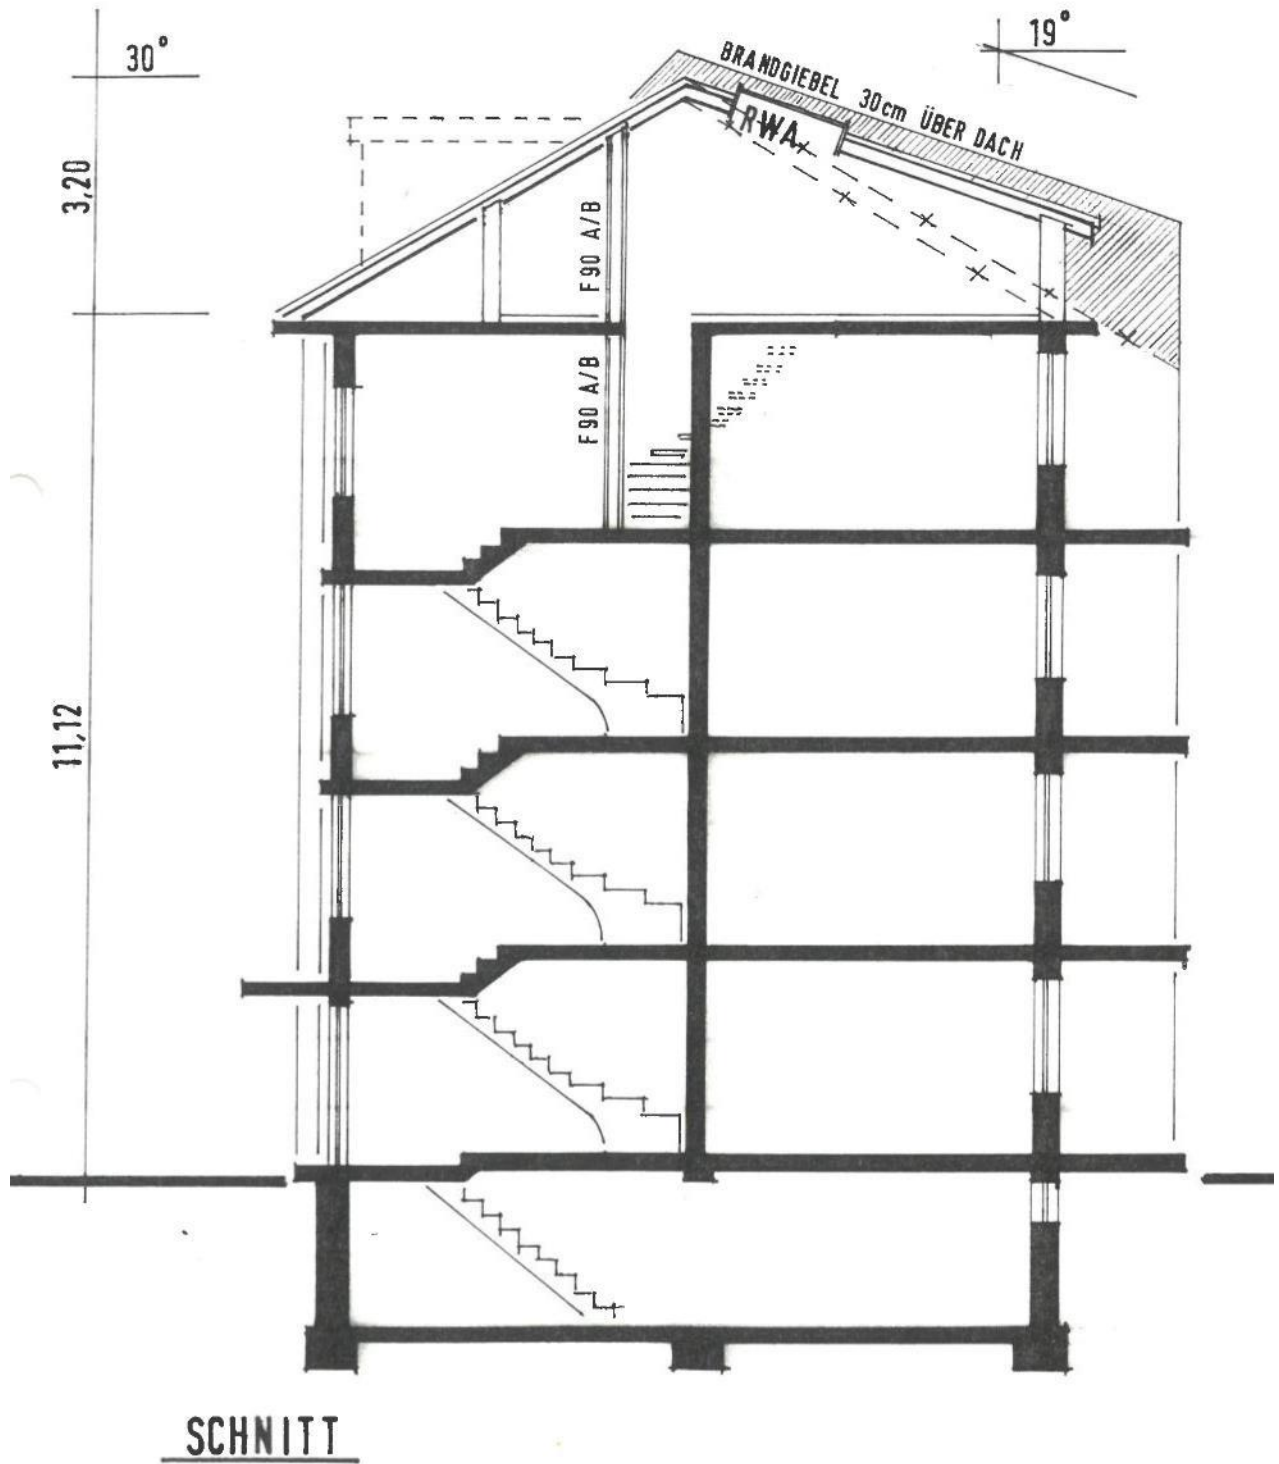 30°
19°
BRANDGIEBEL 30cm ÜBER DACH
RWA
3,20
F90 A/B
F90 A/B
11,12
SCHNITT